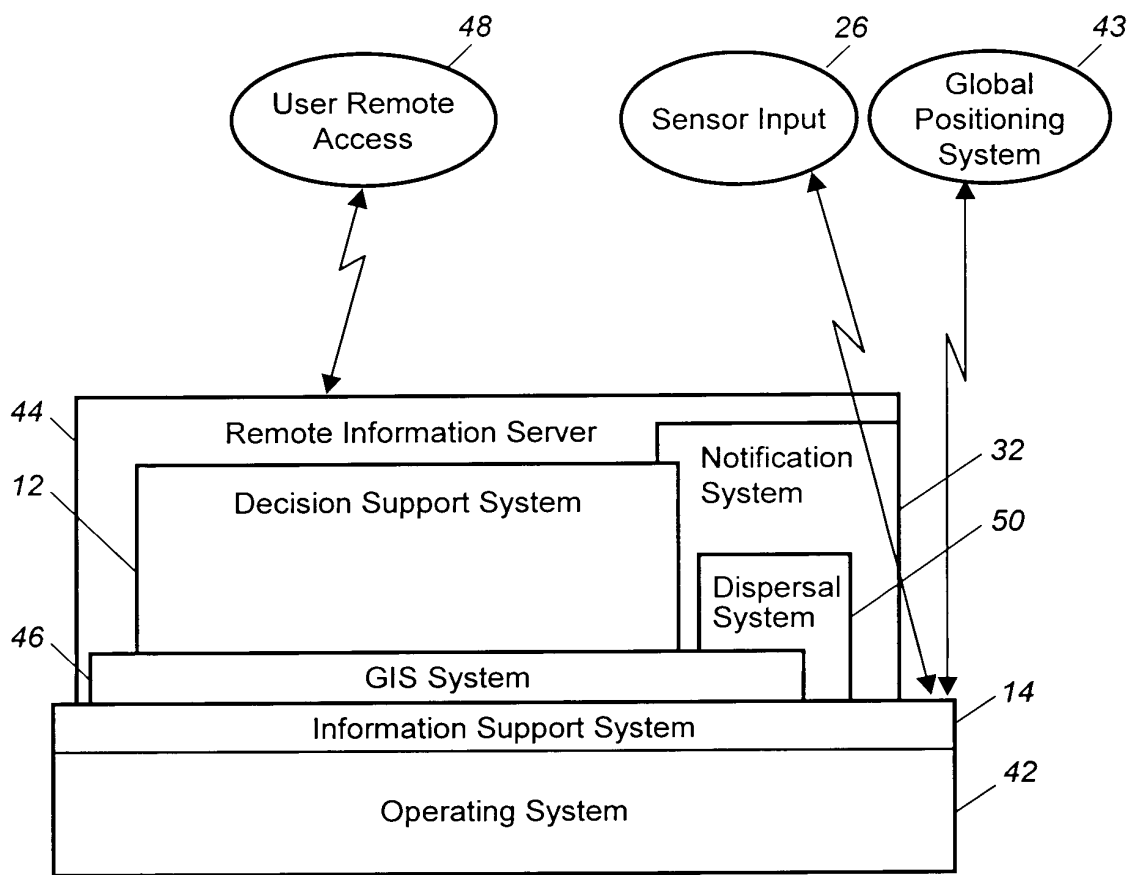 48
26
43
User Remote
Access
Sensor Input
Global
Positioning
System
44
Remote Information Server
12
Decision Support System
Notification
System
32
50
Dispersal
System
46
GIS System
14
Information Support System
42
Operating System